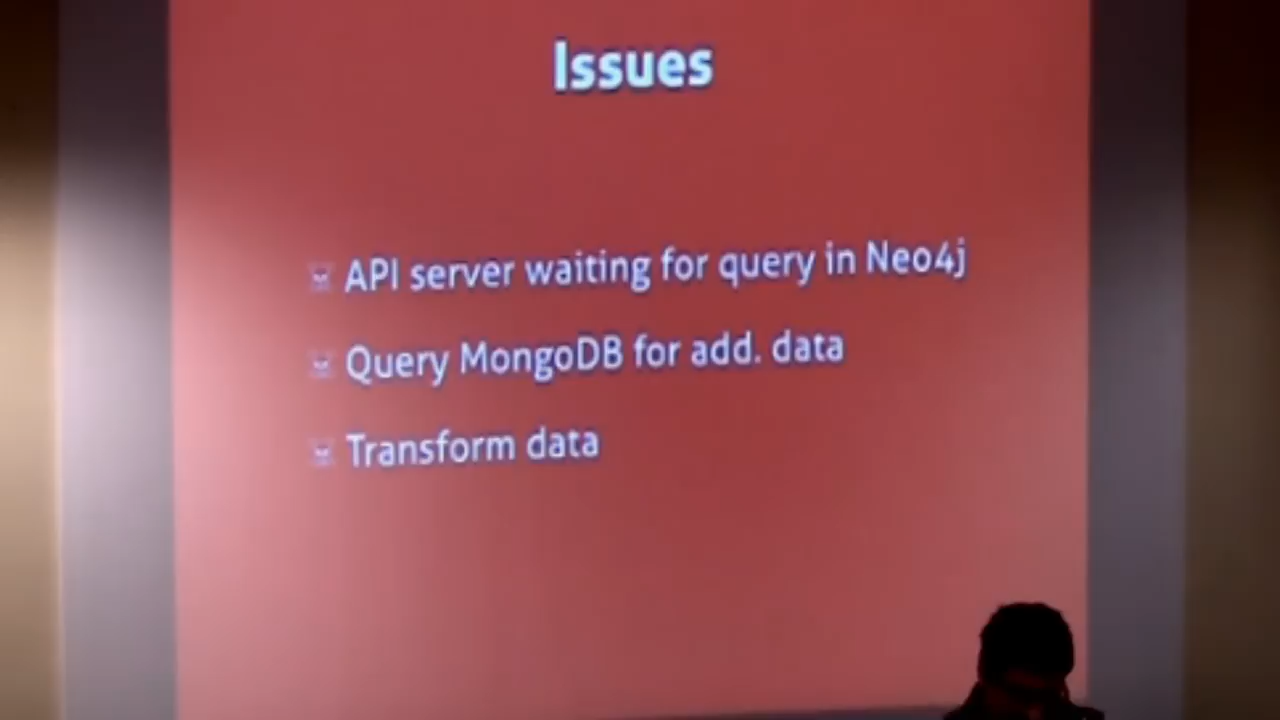 Issues
API server waiting for query in Neo4j
Query MongoDB for add. data
Transform data